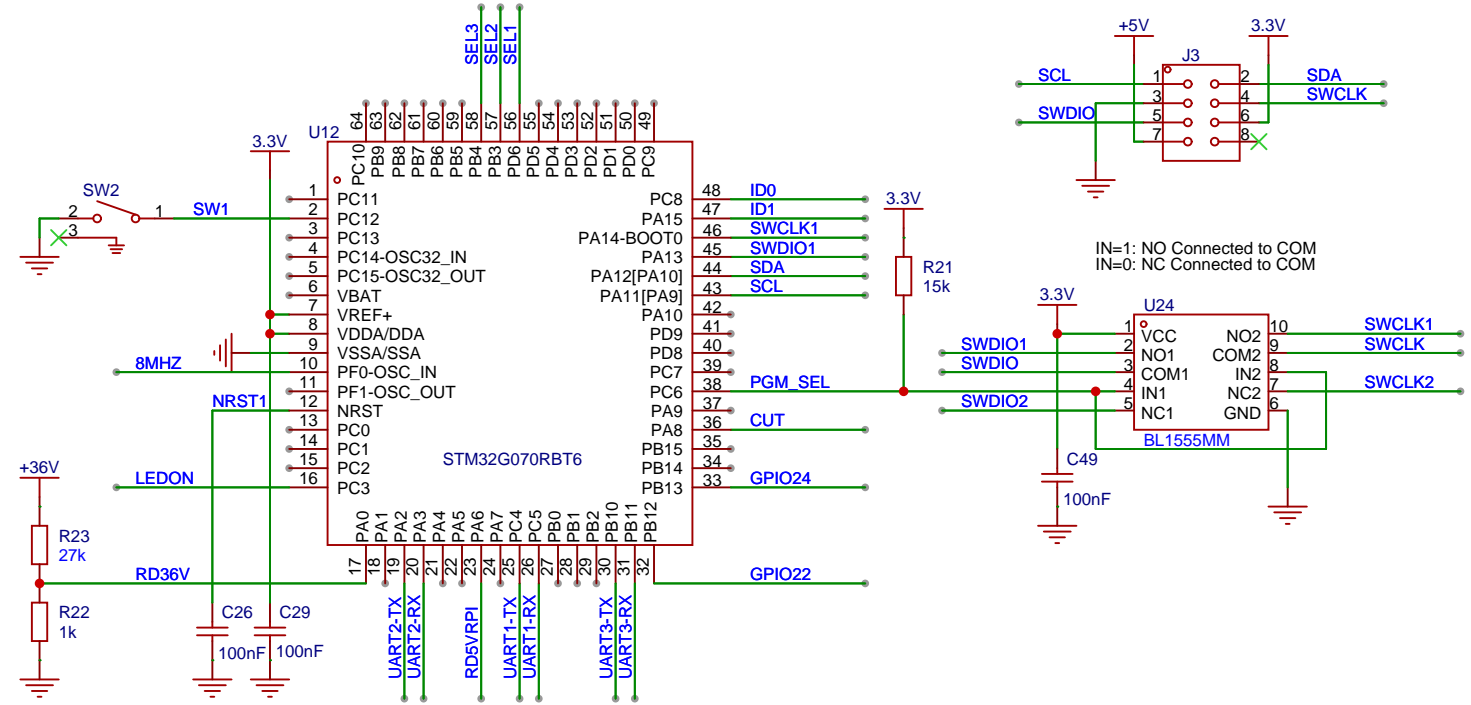 SEL3
SEL2
SEL1
64
63
62
61
60
59
58
57
56
55
54
53
52
51
50
49
U12
PC10
PB9
PB8
PB7
PB6
PB5
PB4
PB3
PD6
PD5
PD4
PD3
PD2
PD1
PD0
PC9
3.3V
1 PC11
2 PC12
3 PC13
4 PC14-OSC32_IN
5 PC15-OSC32_OUT
6 VBAT
7 VREF+
8 VDDA/DDA
9 VSSA/SSA
10 PF0-OSC_IN
11 PF1-OSC_OUT
12 NRST
13 PC0
14 PC1
15 PC2
16 PC3
SW2
2 1 SW1
3
8MHZ
NRST1
LEDON
STM32G070RBT6
PC8 48 ID0
PA15 47 ID1
PA14-BOOT0 46 SWCLK1
PA13 45 SWDIO1
PA12[PA10] 44 SDA
PA11[PA9] 43 SCL
PA10 42
PD9 41
PD8 40
PC7 39
PC6 38 PGM_SEL
PA9 37
PA8 36 CUT
PB15 35
PB14 34
PB13 33 GPIO24
PA0
PA1
PA2
PA3
PA4
PA5
PA6
PA7
PC4
PC5
PB0
PB1
PB2
PB10
PB11
PB12
17
18
19
20
21
22
23
24
25
26
27
28
29
30
31
32
GPIO22
UART2-TX
UART2-RX
RD5VRPI
UART1-TX
UART1-RX
UART3-TX
UART3-RX
+36V
R23
27k
RD36V
R22
1k
C26
100nF
C29
100nF
3.3V
R21
15k
+5V
3.3V
J3
SCL 1 2 SDA
3 4 SWCLK
SWDIO 5 6
7 8
IN=1: NO Connected to COM
IN=0: NC Connected to COM
3.3V
U24
1 VCC NO2 10 SWCLK1
SWDIO1 2 NO1 COM2 9 SWCLK
SWDIO 3 COM1 IN2 8
4 IN1 NC2 7 SWCLK2
SWDIO2 5 NC1 GND 6
BL1555MM
C49
100nF